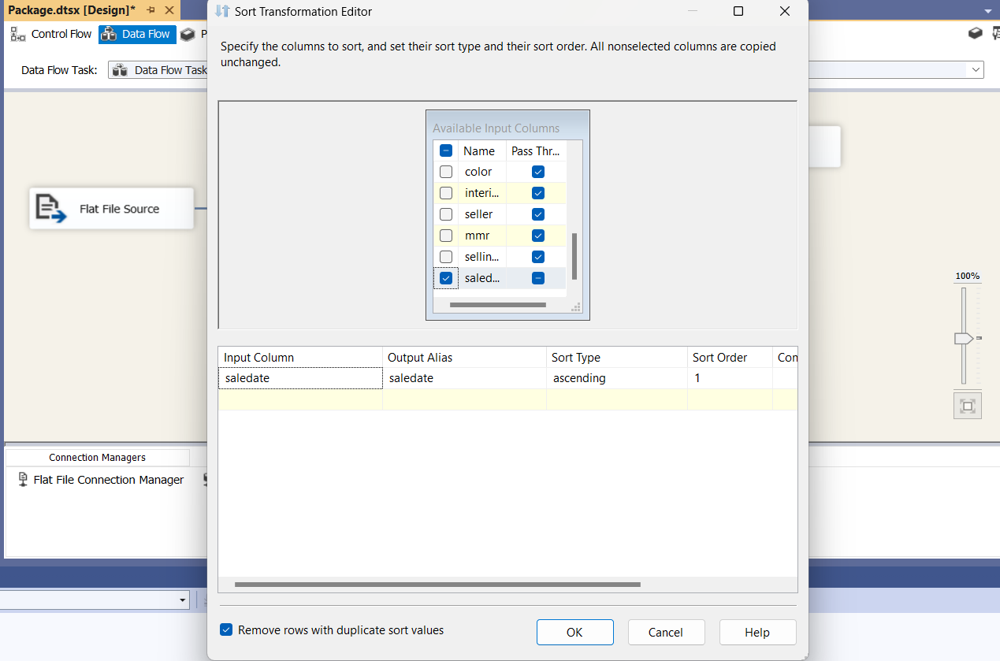 Package.dtsx [Design]*
Sort Transformation Editor
Control Flow
Data Flow
P
Specify the columns to sort, and set their sort type and their sort order. All nonselected columns are copied
unchanged.
Data Flow Task:
Data Flow Task
Available Input Columns
Name
Pass Thr...
color
interi...
seller
mmr
sellin...
saled...
Flat File Source
100%
Input Column
Output Alias
Sort Type
Sort Order
Con
saledate
saledate
ascending
1
Connection Managers
Flat File Connection Manager
Remove rows with duplicate sort values
OK
Cancel
Help